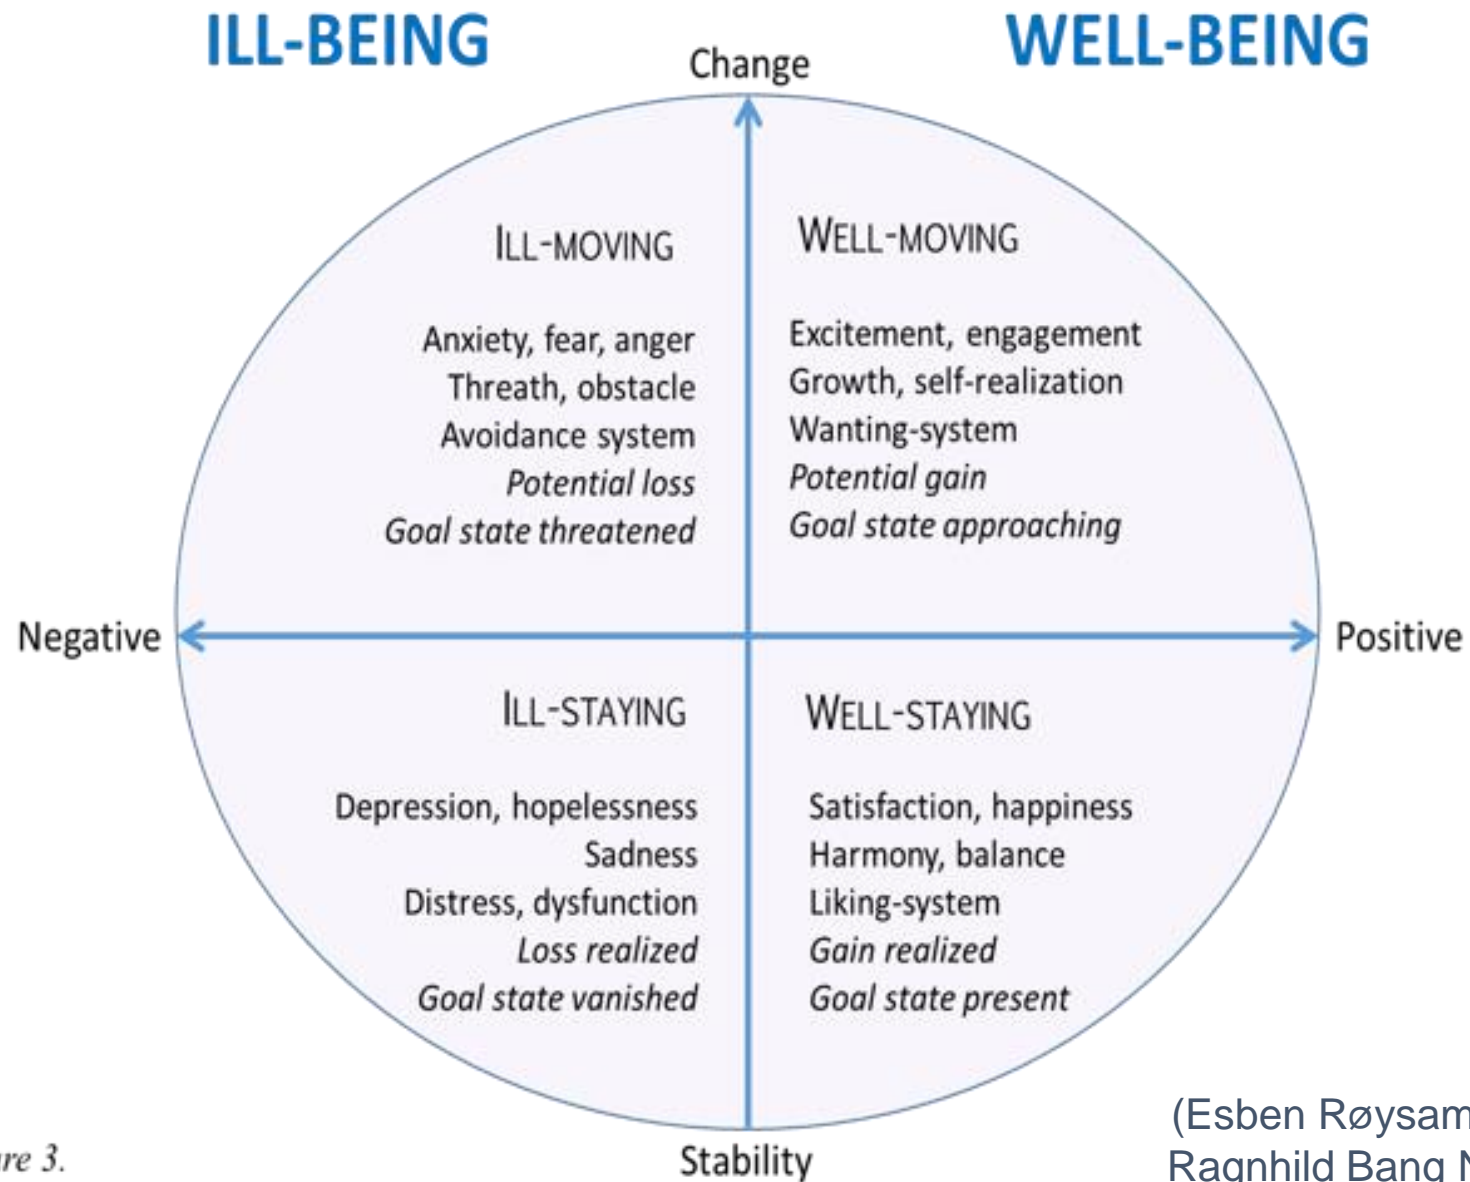 ILL-BEING
WELL-BEING
Change
ILL-MOVING
Anxiety, fear, anger
Threath, obstacle
Avoidance system
Potential loss
Goal state threatened
WELL-MOVING
Excitement, engagement
Growth, self-realization
Wanting-system
Potential gain
Goal state approaching
Negative
Positive
ILL-STAYING
Depression, hopelessness
Sadness
Distress, dysfunction
Loss realized
Goal state vanished
WELL-STAYING
Satisfaction, happiness
Harmony, balance
Liking-system
Gain realized
Goal state present
Stability
3.
(Esben
Ragnhild Bang